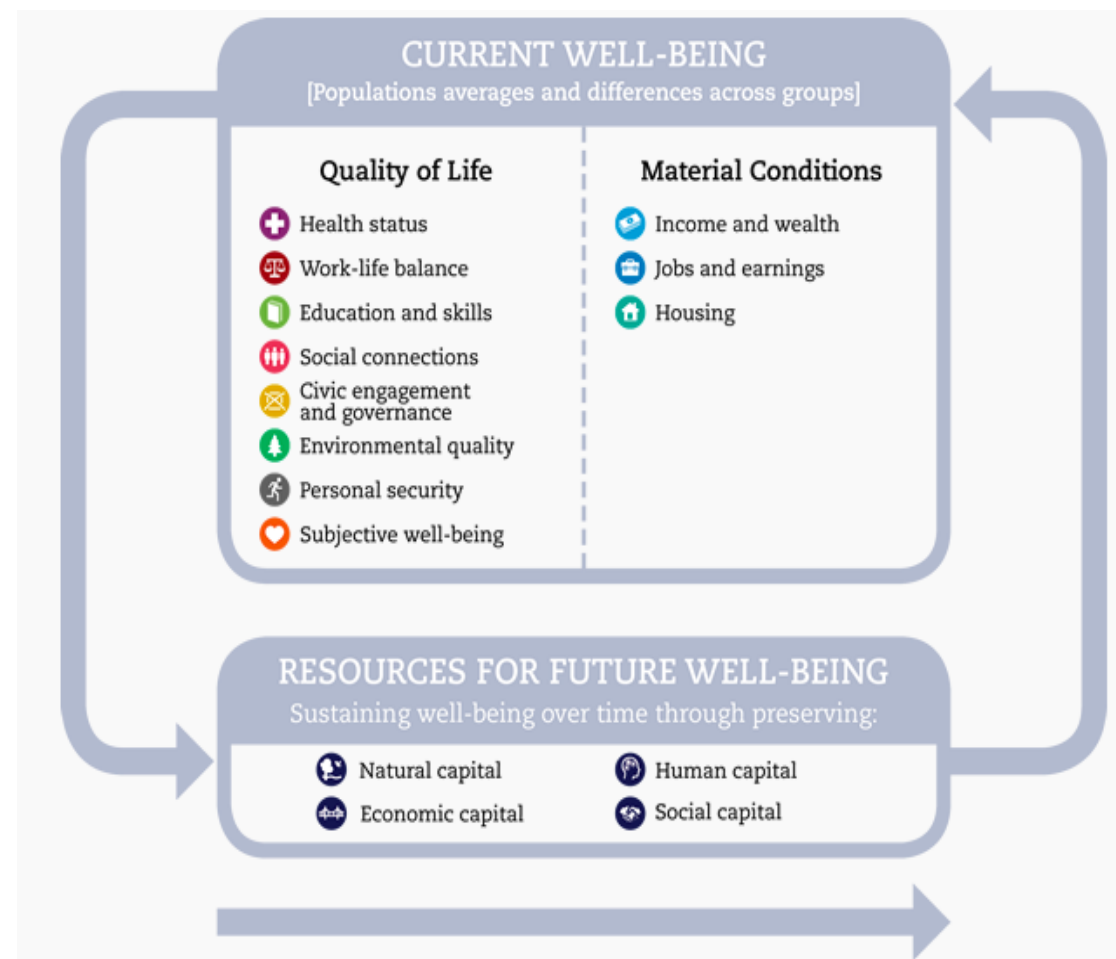 CURRENT WELL-BEING
[Populations averages and differences across groups]
Quality of Life
Health status
Work-life balance
Education and skills
Social connections
Civic engagement
and governance
Environmental quality
Personal security
Subjective well-being
Material Conditions
Income and wealth
Jobs and earnings
Housing
RESOURCES FOR FUTURE WELL-BEING
Sustaining well-being over time through preserving:
Natural capital
Human capital
Economic capital
Social capital